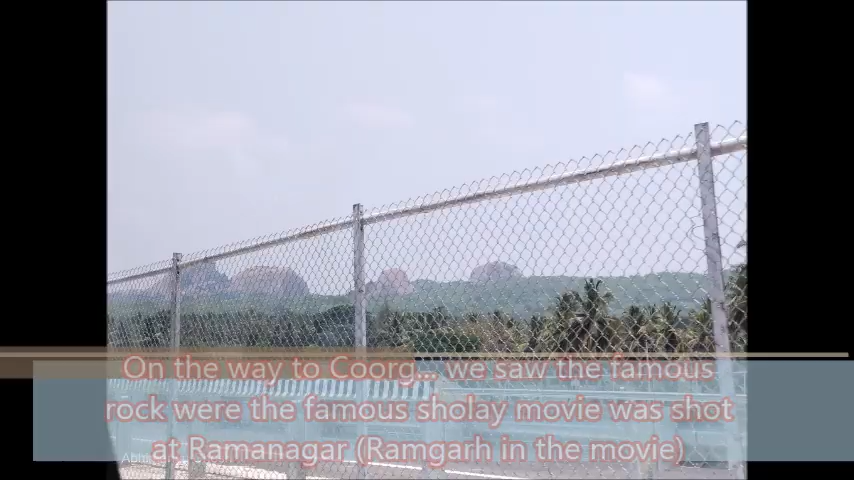 On the way to Coorg... we saw the famous
rock were the famous sholay movie was shot
at Ramanagar (Ramgarh in the movie)